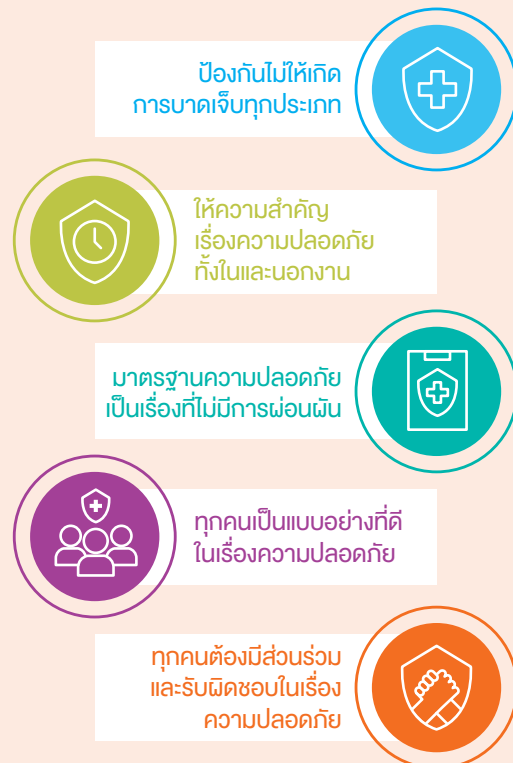 ป้องกันไม่ให้เกิด
การบาดเจ็บทุกประเภท
ให้ความสำคัญ
เรื่องความปลอดภัย
ทั้งในและนอกงาน
มาตรฐานความปลอดภัย
เป็นเรื่องที่ไม่มีการผ่อนผัน
ทุกคนเป็นแบบอย่างที่ดี
ในเรื่องความปลอดภัย
ทุกคนต้องมีส่วนร่วม
และรับผิดชอบในเรื่อง
ความปลอดภัย